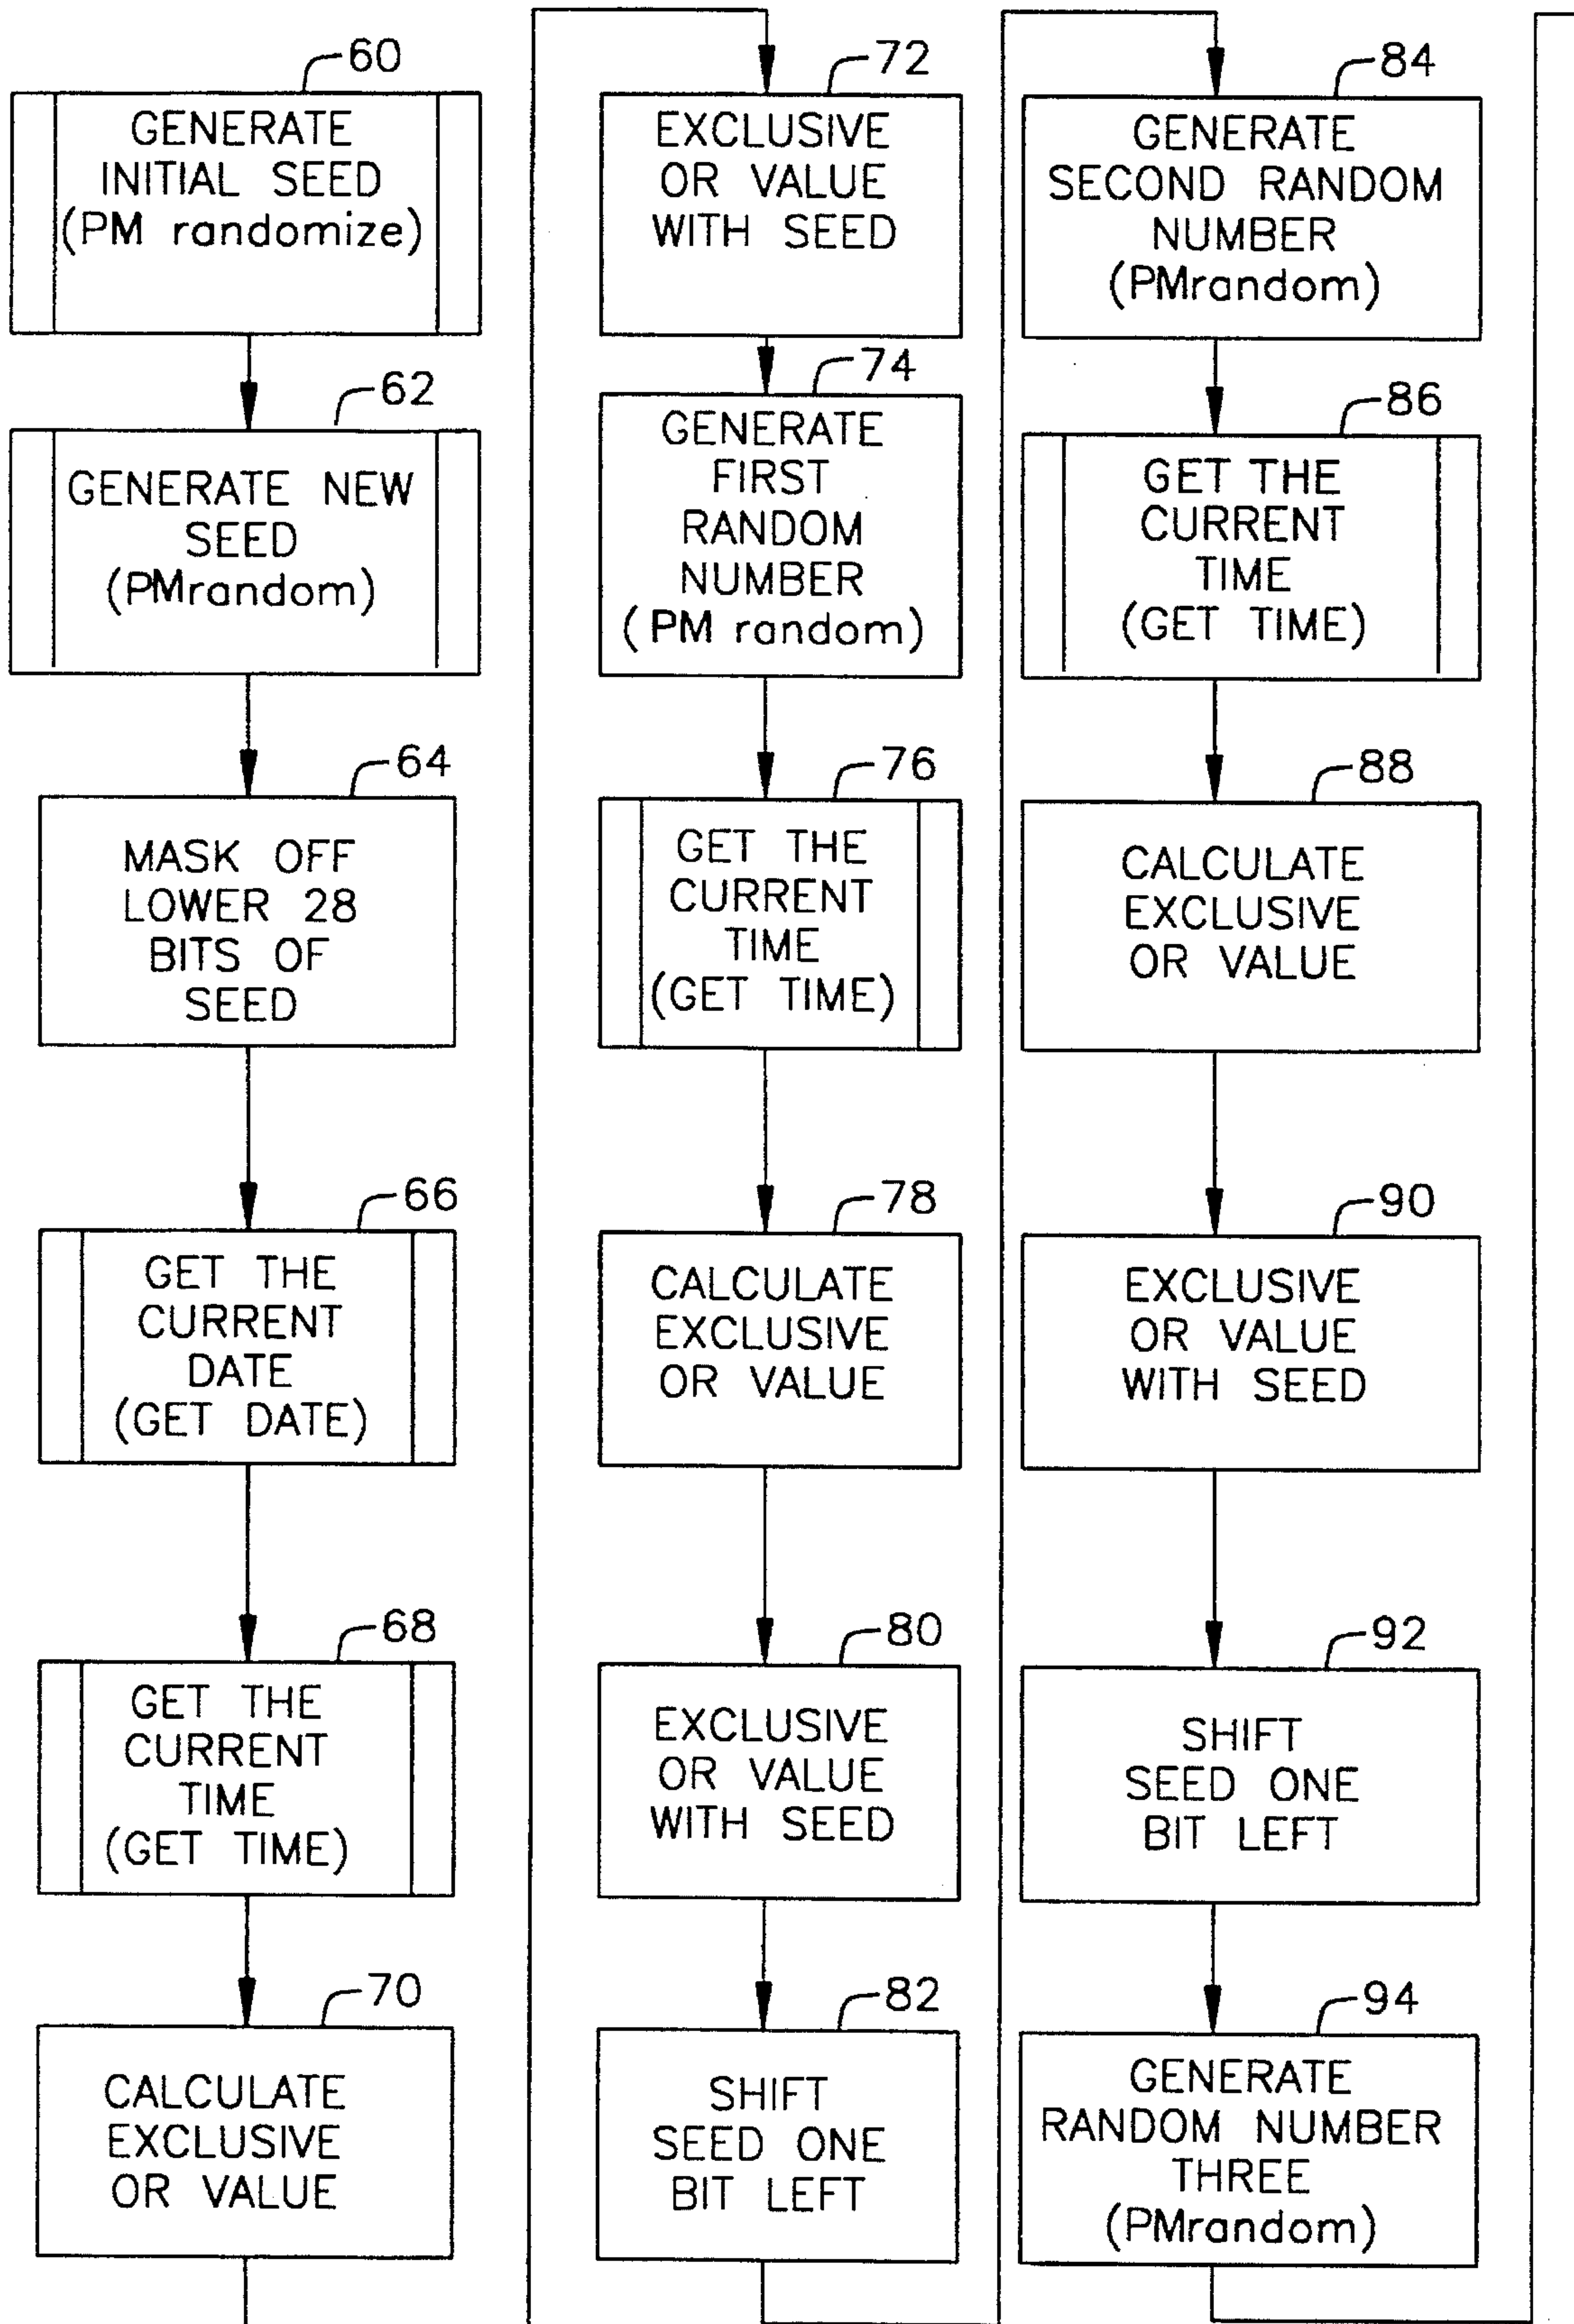 60
GENERATE
INITIAL SEED
(PM randomize)
62
GENERATE NEW
SEED
(PMrandom)
64
MASK OFF
LOWER 28
BITS OF
SEED
66
GET THE
CURRENT
DATE
(GET DATE)
68
GET THE
CURRENT
TIME
(GET TIME)
70
CALCULATE
EXCLUSIVE
OR VALUE
72
EXCLUSIVE
OR VALUE
WITH SEED
74
GENERATE
FIRST
RANDOM
NUMBER
(PM random)
76
GET THE
CURRENT
TIME
(GET TIME)
78
CALCULATE
EXCLUSIVE
OR VALUE
80
EXCLUSIVE
OR VALUE
WITH SEED
82
SHIFT
SEED ONE
BIT LEFT
84
GENERATE
SECOND RANDOM
NUMBER
(PMrandom)
86
GET THE
CURRENT
TIME
(GET TIME)
88
CALCULATE
EXCLUSIVE
OR VALUE
90
EXCLUSIVE
OR VALUE
WITH SEED
92
SHIFT
SEED ONE
BIT LEFT
94
GENERATE
RANDOM NUMBER
THREE
(PMrandom)